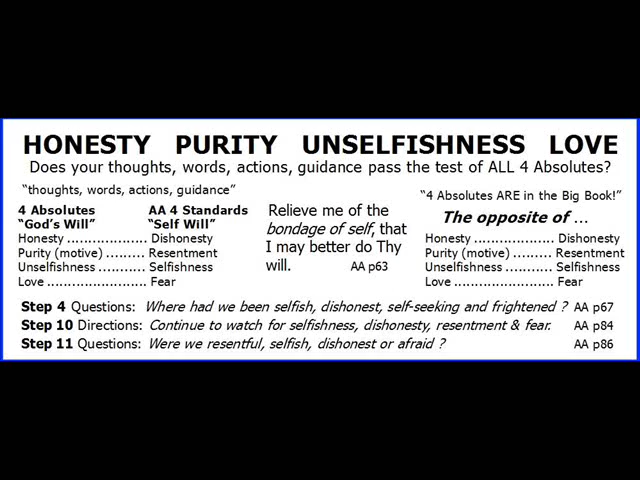 HONESTY PURITY UNSELFISHNESS LOVE
Does your thoughts, words, actions, guidance pass the test of ALL 4 Absolutes?
"thoughts, words, actions, guidance"
4 Absolutes AA 4 Standards
"God's Will" "Self Will"
Honesty .................... Dishonesty
Purity (motive) ......... Resentment
Unselfishness ........... Selfishness
Love ......................... Fear
Relieve me of the
bondage of self, that
I may better do Thy
will. AA p63
"4 Absolutes ARE in the Big Book!"
The opposite of ...
Honesty .................... Dishonesty
Purity (motive) ......... Resentment
Unselfishness ........... Selfishness
Love ......................... Fear
Step 4 Questions: Where had we been selfish, dishonest, self-seeking and frightened ? AA p67
Step 10 Directions: Continue to watch for selfishness, dishonesty, resentment & fear. AA p84
Step 11 Questions: Were we resentful, selfish, dishonest or afraid ? AA p86